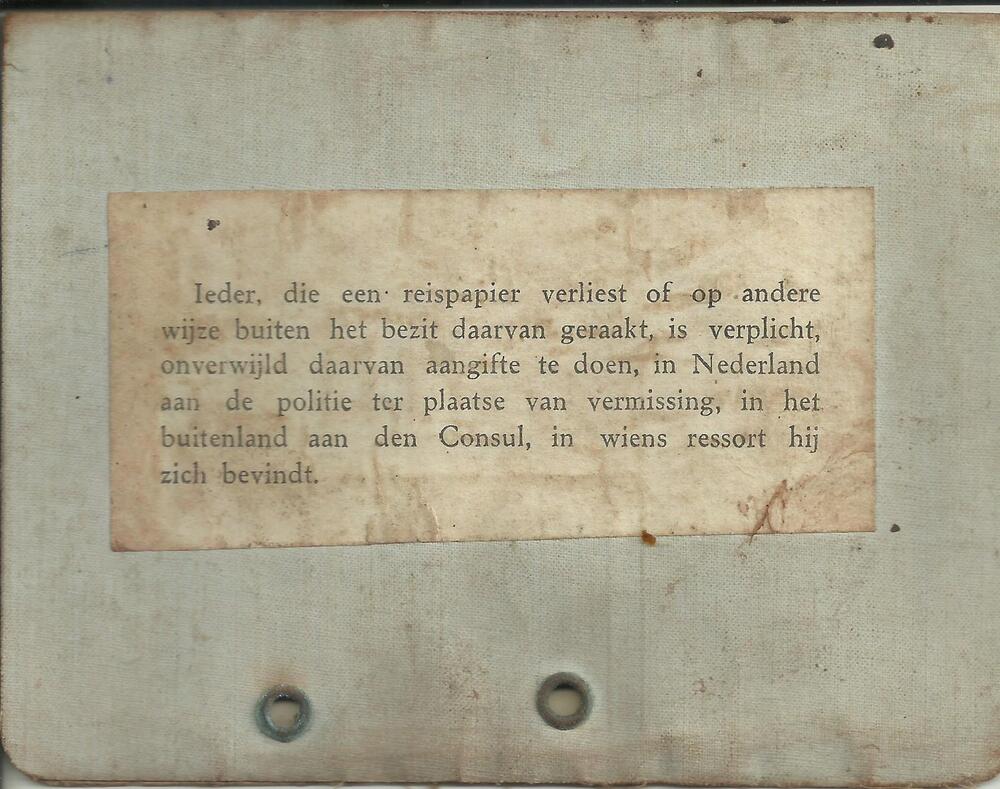 Ieder, die een reispapier verliest of op andere
wijze buiten het bezit daarvan geraakt, is verplicht,
onverwijld daarvan aangifte te doen, in Nederland
aan de politie ter plaatse van vermissing, in het
buitenland aan den Consul, in wiens ressort hij
zich bevindt.